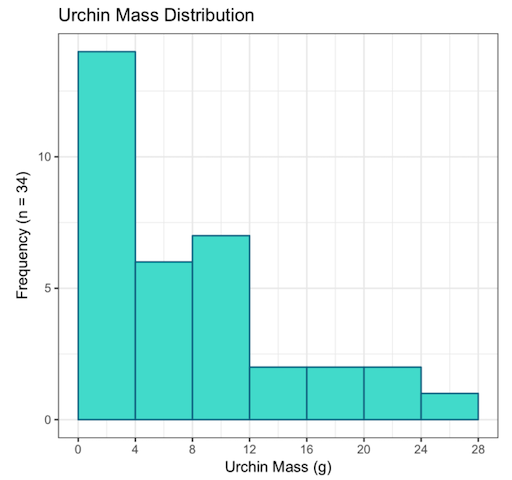 Urchin Mass Distribution
Frequency (n = 34)
10
5
0
0 4 8 12 16 20 24 28
Urchin Mass (g)